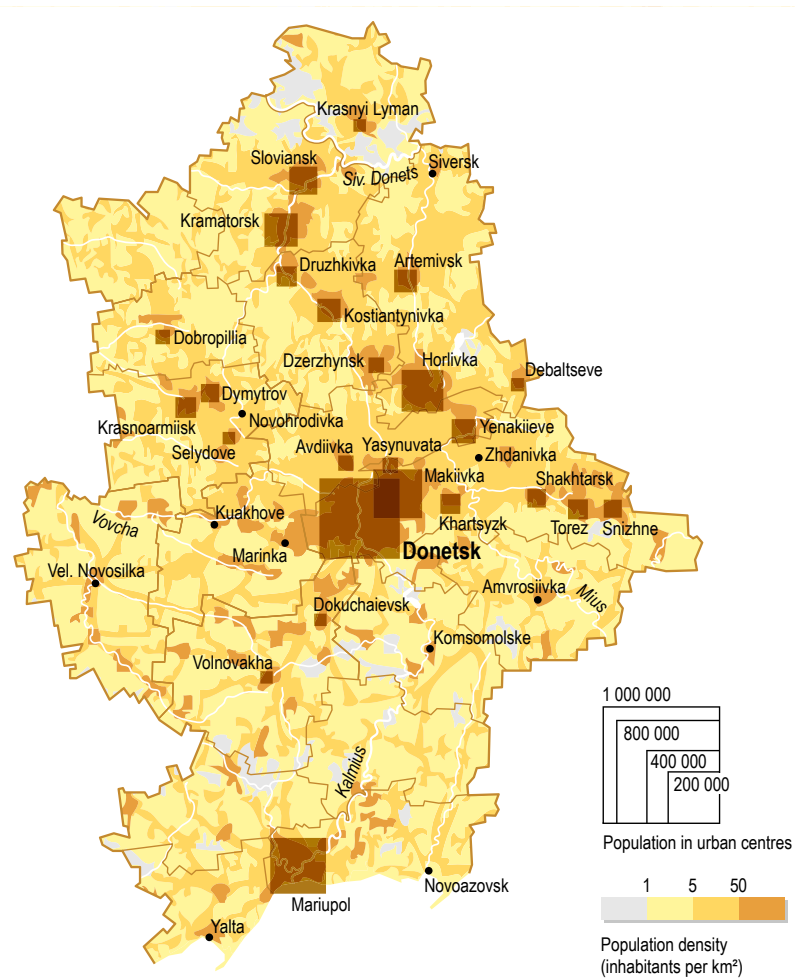 Krasnyi Lyman
Sloviansk
Siv. Donets
Siversk
Kramatorsk
Druzhkivka
Artemivsk
Kostiantynivka
Dobropillia
Dzerzhynsk
Horlivka
Debaltseve
Dymytrov
Krasnoarmiisk
Novohrodivka
Yenakiieve
Selydove
Avdiivka
Yasynuvata
Zhdanivka
Makiivka
Shakhtarsk
Vovcha
Kuakhove
Khartsyzk
Torez
Snizhne
Marinka
Donetsk
Vel. Novosilka
Amvrosiivka
Mius
Dokuchaievsk
Komsomolske
Volnovakha
Kalmius
Mariupol
Novoazovsk
Yalta
1 000 000
800 000
400 000
200 000
Population in urban centres
1 5 50
Population density
(inhabitants per km²)